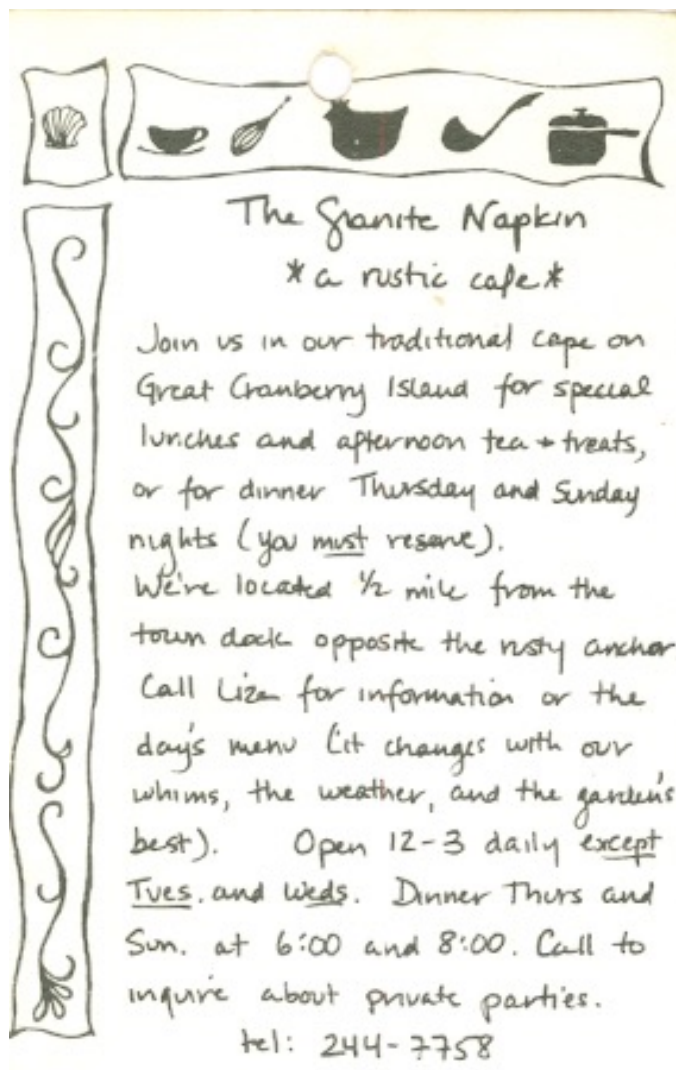 The Granite Napkin
*a rustic cafe*
Join us in our traditional cape on
Great Cranberry Island for special
lunches and afternoon tea + treats,
or for dinner Thursday and Sunday
nights (you must reserve).
We're located 1/2 mile from the
town dock opposite the rusty anchor
Call Liza for information or the
day's menu (it changes with our
whims, the weather, and the garden's
best). Open 12-3 daily except
Tues. and Weds. Dinner Thurs and
Sun. at 6:00 and 8:00. Call to
inquire about private parties.
tel: 244-7758